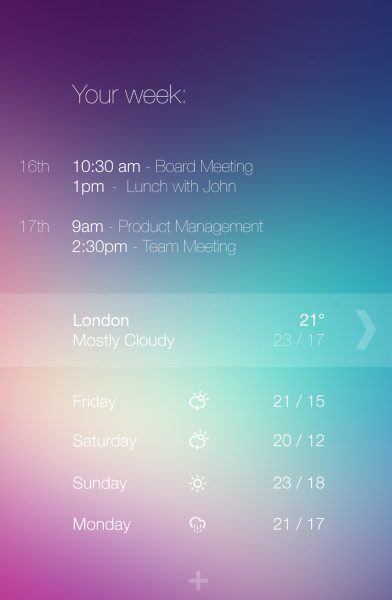 Your week:
16th 10:30 am - Board Meeting
1pm - Lunch with John
17th 9am - Product Management
2:30pm - Team Meeting
London 21°
Mostly Cloudy 23 / 17
Friday 21 / 15
Saturday 20 / 12
Sunday 23 / 18
Monday 21 / 17
+